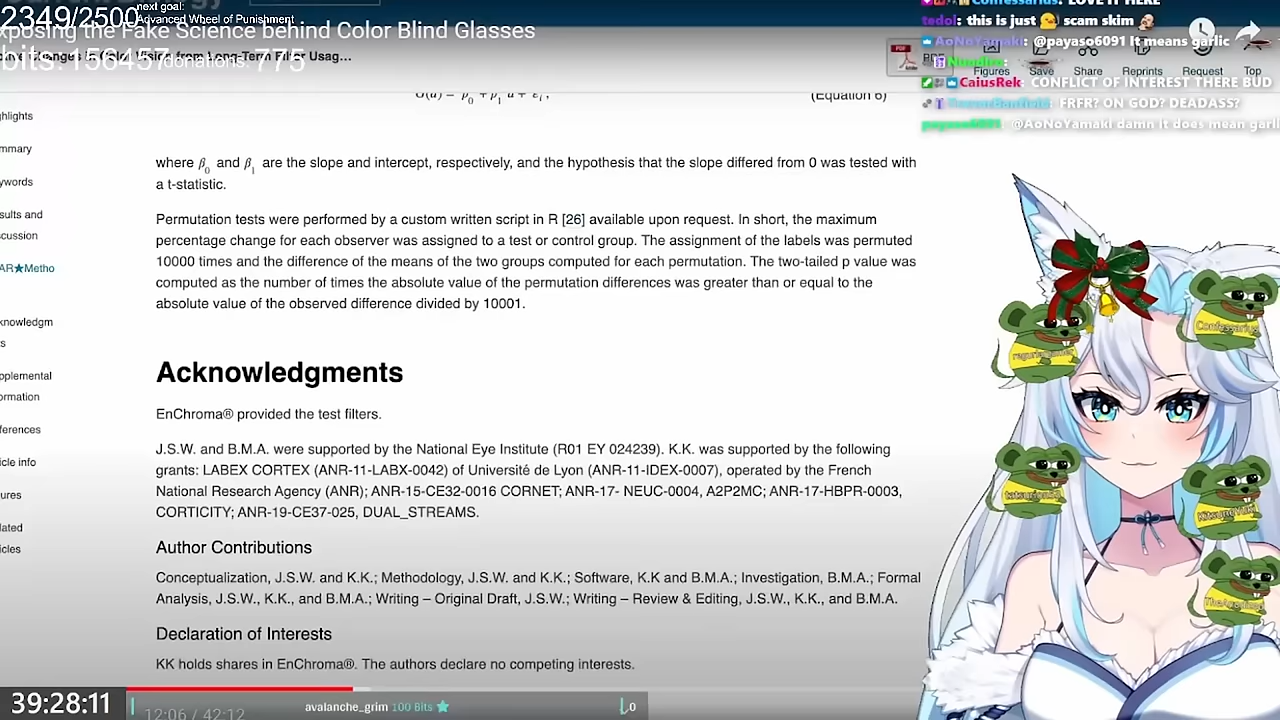 2349/2500
next goal:
Advanced Wheel of Punishment
xposing the Fake Science behind Color Blind Glasses
bits:156457 donations: 775
LOVE IT HERE
tedol: this is just scam skim
AoNoYamaki: @payaso6091 It means garlic
CaiusRek: CONFLICT OF INTEREST THERE BUD
FRFR? ON GOD? DEADASS?
payaso6091: @AoNoYamaki damn it does mean garli
PDF
Figures
Save
Share
Reprints
Request
Top
(Equation 6)
ghlights
mmary
ywords
sults and
cussion
AR★Metho
knowledgm
s
pplemental
ormation
ferences
icle info
ures
lated
icles
where β0 and β1 are the slope and intercept, respectively, and the hypothesis that the slope differed from 0 was tested with
a t-statistic.
Permutation tests were performed by a custom written script in R [26] available upon request. In short, the maximum
percentage change for each observer was assigned to a test or control group. The assignment of the labels was permuted
10000 times and the difference of the means of the two groups computed for each permutation. The two-tailed p value was
computed as the number of times the absolute value of the permutation differences was greater than or equal to the
absolute value of the observed difference divided by 10001.
Acknowledgments
EnChroma® provided the test filters.
J.S.W. and B.M.A. were supported by the National Eye Institute (R01 EY 024239). K.K. was supported by the following
grants: LABEX CORTEX (ANR-11-LABX-0042) of Université de Lyon (ANR-11-IDEX-0007), operated by the French
National Research Agency (ANR); ANR-15-CE32-0016 CORNET; ANR-17- NEUC-0004, A2P2MC; ANR-17-HBPR-0003,
CORTICITY; ANR-19-CE37-025, DUAL_STREAMS.
Author Contributions
Conceptualization, J.S.W. and K.K.; Methodology, J.S.W. and K.K.; Software, K.K and B.M.A.; Investigation, B.M.A.; Formal
Analysis, J.S.W., K.K., and B.M.A.; Writing – Original Draft, J.S.W.; Writing – Review & Editing, J.S.W., K.K., and B.M.A.
Declaration of Interests
KK holds shares in EnChroma®. The authors declare no competing interests.
Confessarius
39:28:11
12:06 / 42:12
avalanche_grim 100 Bits
0